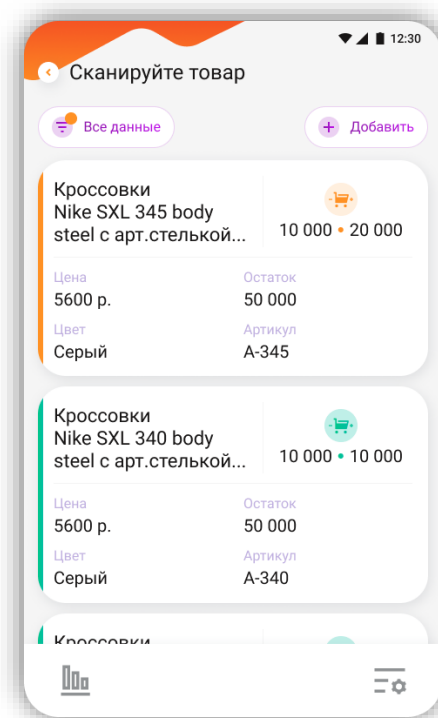 12:30
Сканируйте товар
Все данные
Добавить
Кроссовки
Nike SXL 345 body
steel с арт.стелькой...
10 000 • 20 000
Цена
Остаток
5600 р.
50 000
Цвет
Артикул
Серый
А-345
Кроссовки
Nike SXL 340 body
steel с арт.стелькой...
10 000 • 10 000
Цена
Остаток
5600 р.
50 000
Цвет
Артикул
Серый
А-340
Кроссовки